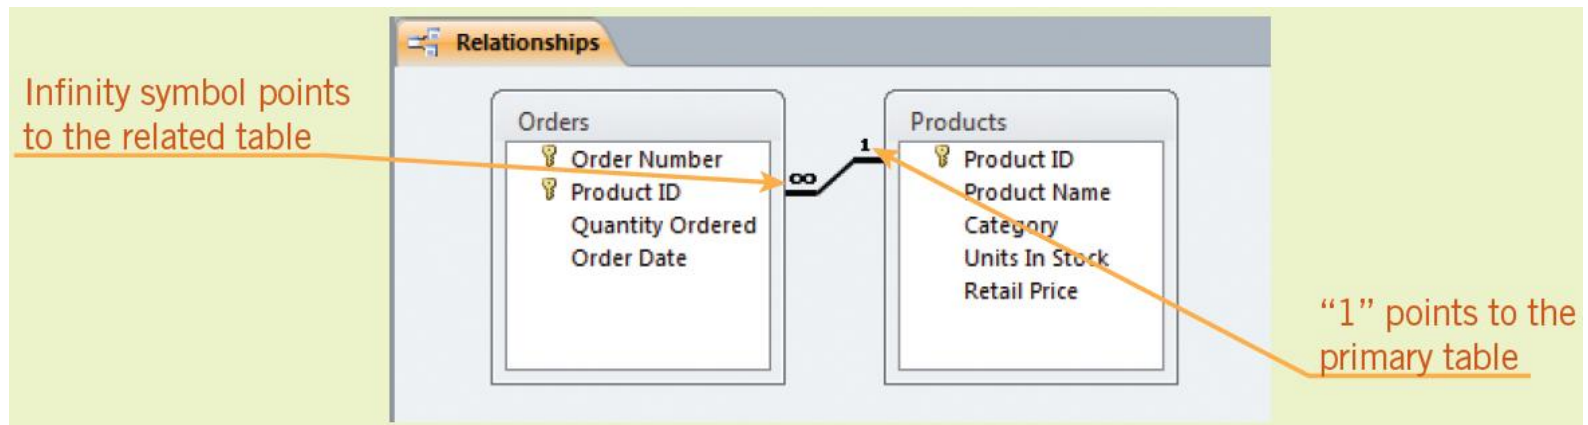 Relationships
Infinity symbol points
to the related table
Orders
Order Number
Product ID
Quantity Ordered
Order Date
∞
1
Products
Product ID
Product Name
Category
Units In Stock
Retail Price
“1” points to the
primary table